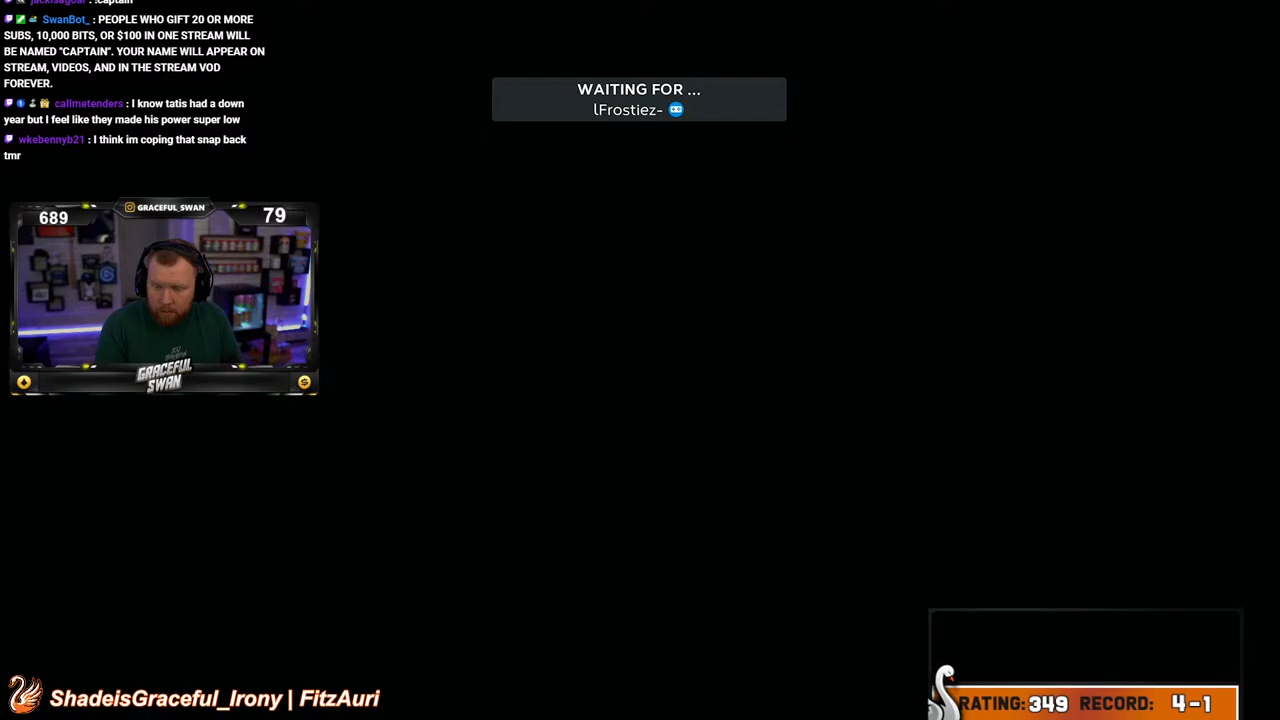 jackisagoat : !captain
SwanBot_ : PEOPLE WHO GIFT 20 OR MORE
SUBS, 10,000 BITS, OR $100 IN ONE STREAM WILL
BE NAMED "CAPTAIN". YOUR NAME WILL APPEAR ON
STREAM, VIDEOS, AND IN THE STREAM VOD
FOREVER.
callmetenders : I know tatis had a down
year but I feel like they made his power super low
wkebennyb21 : I think im coping that snap back
tmr
WAITING FOR ...
lFrostiez-
689
GRACEFUL_SWAN
79
GRACEFUL
SWAN
ShadeisGraceful_Irony | FitzAuri
RATING: 349 RECORD: 4-1